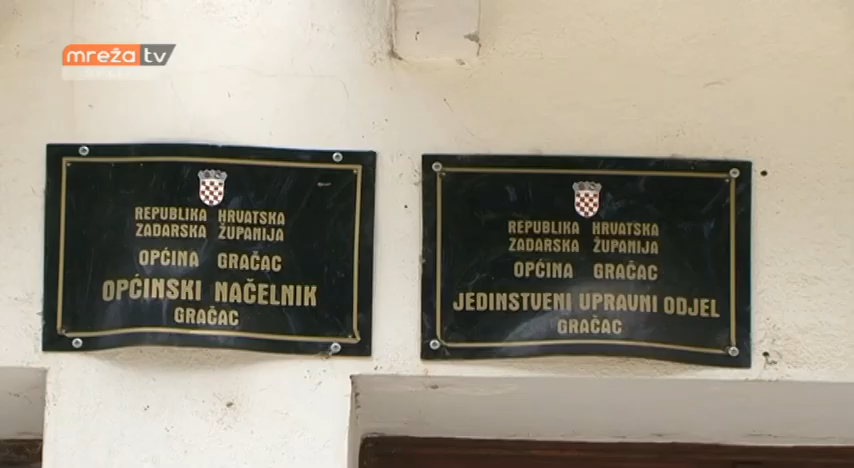 mreža tv
REPUBLIKA HRVATSKA
ZADARSKA ŽUPANIJA
OPĆINA GRAČAC
OPĆINSKI NAČELNIK
GRAČAC
REPUBLIKA HRVATSKA
ZADARSKA ŽUPANIJA
OPĆINA GRAČAC
JEDINSTVENI UPRAVNI ODJEL
GRAČAC